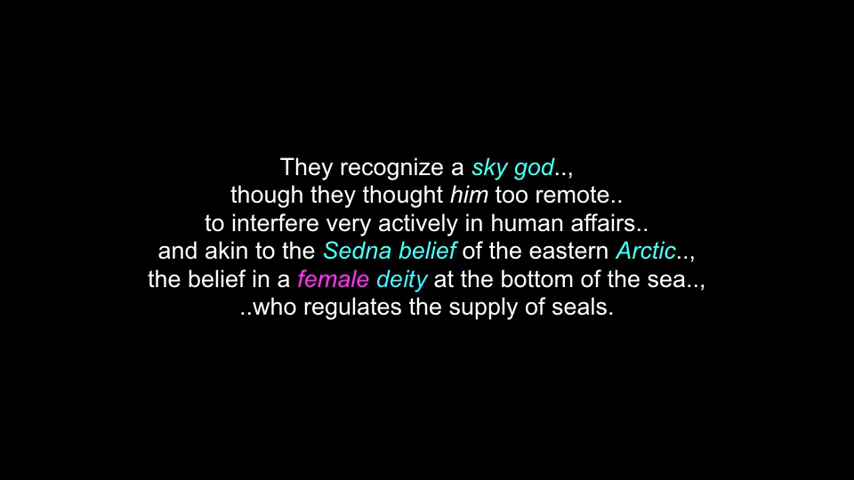 They recognize a sky god..,
though they thought him too remote..
to interfere very actively in human affairs..
and akin to the Sedna belief of the eastern Arctic..,
the belief in a female deity at the bottom of the sea..,
..who regulates the supply of seals.